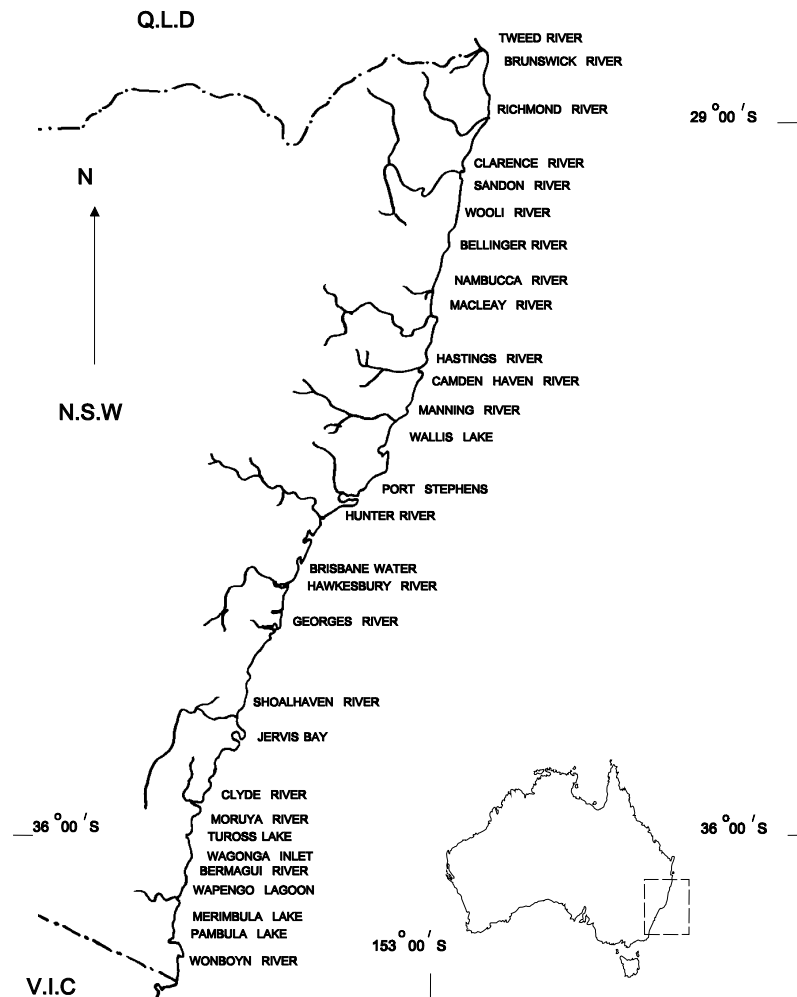 Q.L.D
TWEED RIVER
BRUNSWICK RIVER
RICHMOND RIVER
29 °00 ′S
CLARENCE RIVER
N
SANDON RIVER
WOOLI RIVER
BELLINGER RIVER
NAMBUCCA RIVER
MACLEAY RIVER
HASTINGS RIVER
CAMDEN HAVEN RIVER
N.S.W
MANNING RIVER
WALLIS LAKE
PORT STEPHENS
HUNTER RIVER
BRISBANE WATER
HAWKESBURY RIVER
GEORGES RIVER
SHOALHAVEN RIVER
JERVIS BAY
CLYDE RIVER
MORUYA RIVER
36 °00 ′S
36 °00 ′S
TUROSS LAKE
WAGONGA INLET
BERMAGUI RIVER
WAPENGO LAGOON
MERIMBULA LAKE
PAMBULA LAKE
153 °00 ′S
WONBOYN RIVER
V.I.C